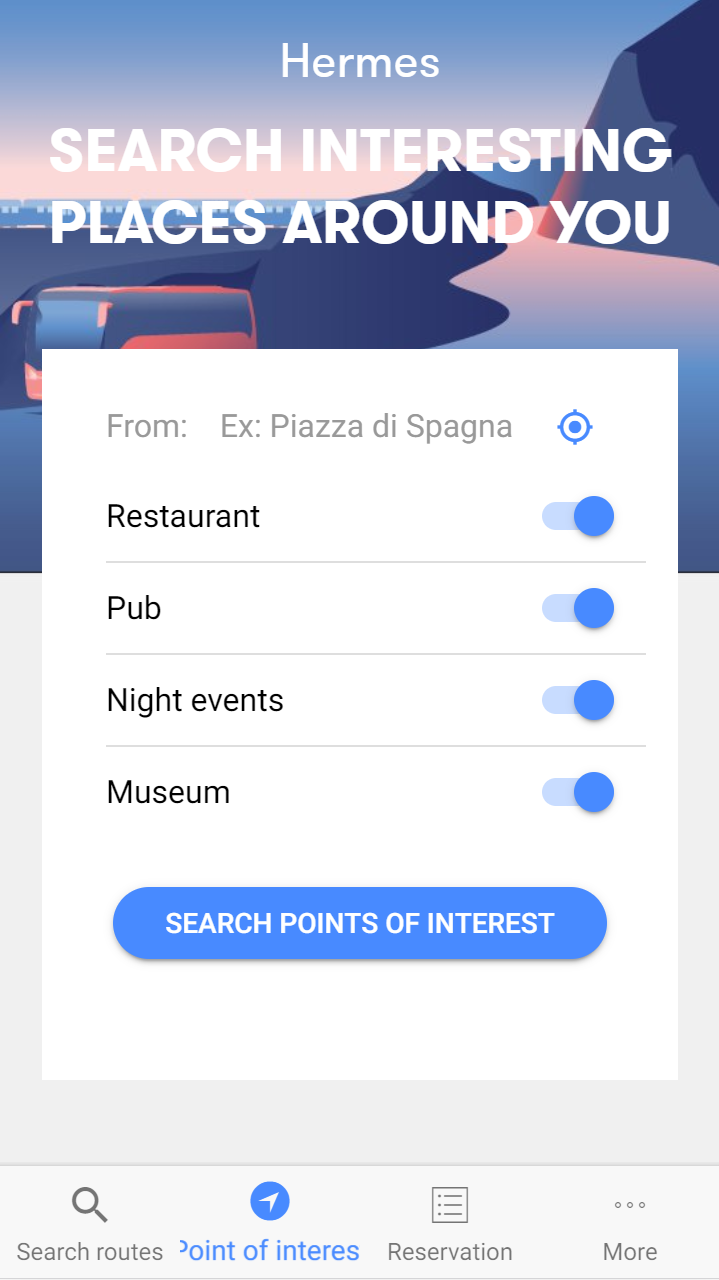 Hermes
SEARCH INTERESTING
PLACES AROUND YOU
From: Ex: Piazza di Spagna
Restaurant
Pub
Night events
Museum
SEARCH POINTS OF INTEREST
Search routes Point of interes Reservation More